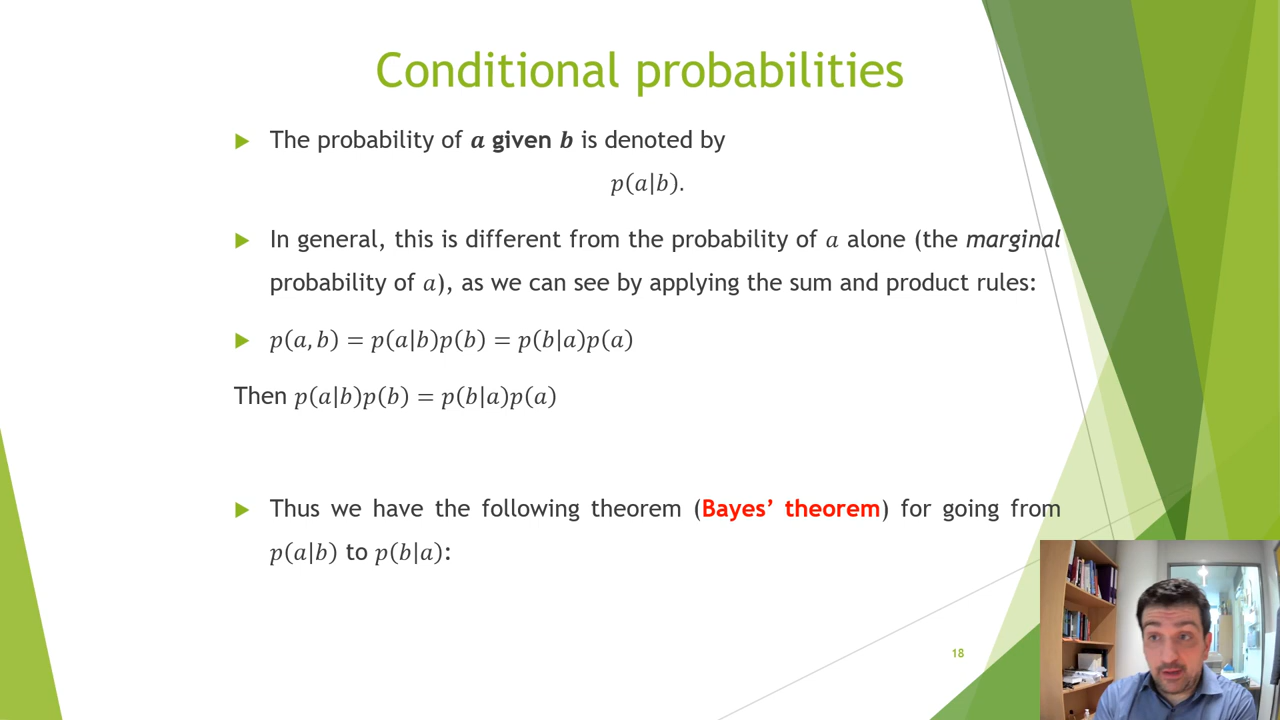 Conditional probabilities
The probability of a given b is denoted by
p(a|b).
In general, this is different from the probability of a alone (the marginal
probability of a), as we can see by applying the sum and product rules:
p(a, b) = p(a|b)p(b) = p(b|a)p(a)
Then p(a|b)p(b) = p(b|a)p(a)
Thus we have the following theorem (Bayes’ theorem) for going from
p(a|b) to p(b|a):
18